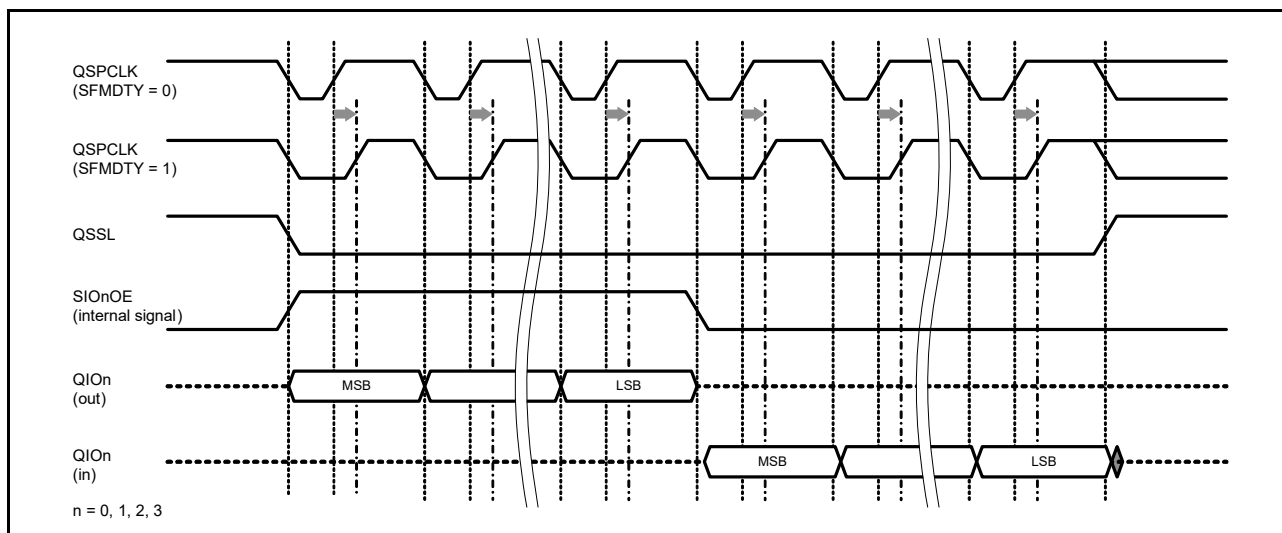 QSPCLK
(SFMDTY = 0)
QSPCLK
(SFMDTY = 1)
QSSL
SIOnOE
(internal signal)
QIOn
(out)
MSB
LSB
QIOn
(in)
MSB
LSB
n = 0, 1, 2, 3